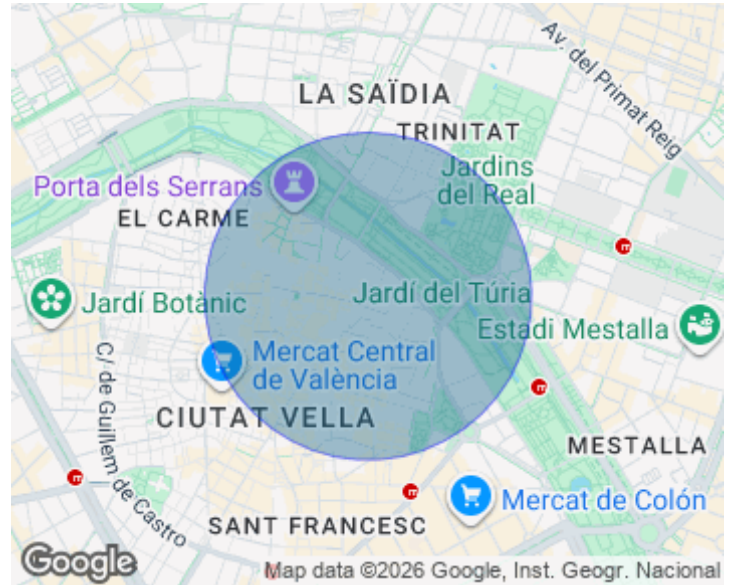 Av. del Primat Reig
LA SAÏDIA
TRINITAT
Jardins
del Real
Porta dels Serrans
EL CARME
Jardí Botànic
Jardí del Túria
Estadi Mestalla
Mercat Central
de València
C/ de Guillem de Castro
CIUTAT VELLA
MESTALLA
Mercat de Colón
SANT FRANCESC
Google
Map data ©2026 Google, Inst. Geogr. Nacional